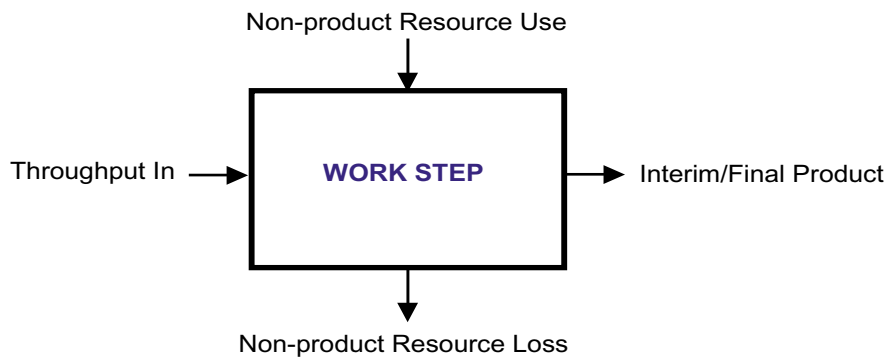 Non-product Resource Use
Throughput In
WORK STEP
Interim/Final Product
Non-product Resource Loss